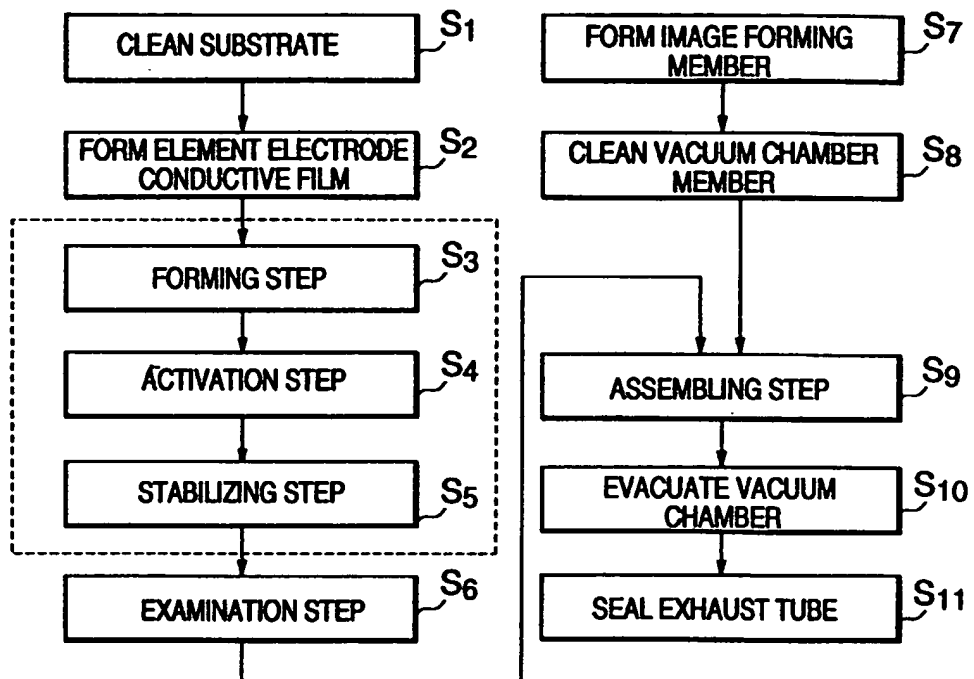 CLEAN SUBSTRATE
S1
FORM ELEMENT ELECTRODE
CONDUCTIVE FILM
S2
FORMING STEP
S3
ACTIVATION STEP
S4
STABILIZING STEP
S5
EXAMINATION STEP
S6
FORM IMAGE FORMING
MEMBER
S7
CLEAN VACUUM CHAMBER
MEMBER
S8
ASSEMBLING STEP
S9
EVACUATE VACUUM
CHAMBER
S10
SEAL EXHAUST TUBE
S11